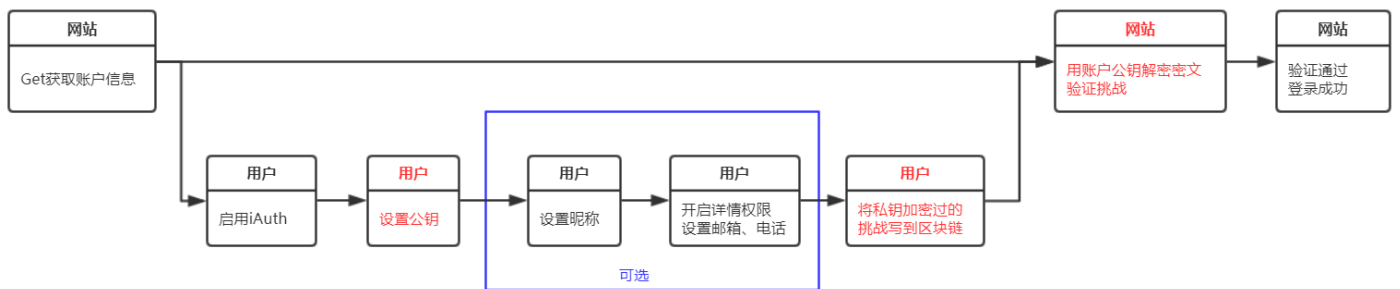 网站
Get获取账户信息
用户
启用iAuth
用户
设置公钥
用户
设置昵称
用户
开启详情权限
设置邮箱、电话
可选
用户
将私钥加密过的
挑战写到区块链
网站
用账户公钥解密密文
验证挑战
网站
验证通过
登录成功